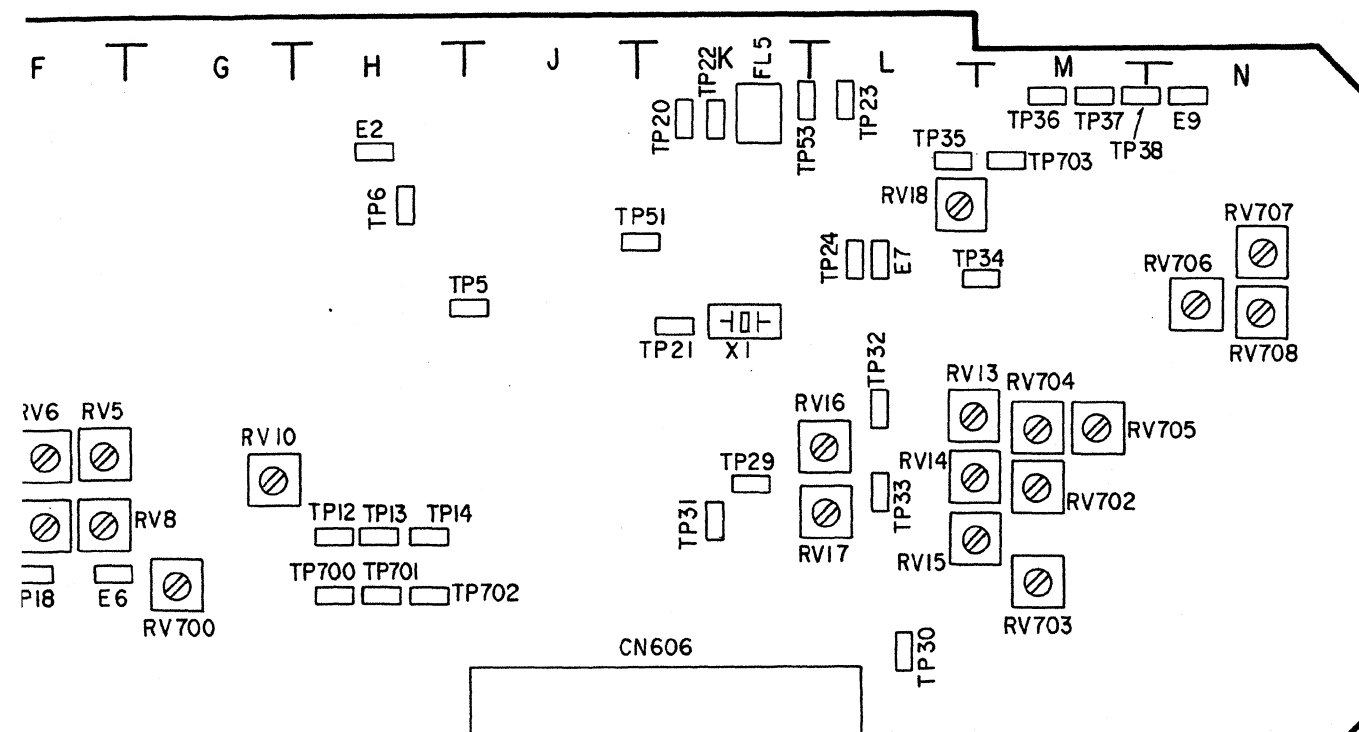 F G H J K L M N
TP22
FL5
TP20
TP53
TP23
TP36 TP37 E9
TP38
E2
TP35
TP703
TP6
RV18
TP51
RV707
TP24
E7
TP34
RV706
TP5
TP21
X1
TP32
RV708
RV13
RV704
RV6 RV5
RV16
RV10
RV705
TP29
RV14
RV8
TP12 TP13 TP14
TP31
TP33
RV702
RV17
RV15
P18
E6
TP700 TP701
TP702
RV700
RV703
CN606
TP30